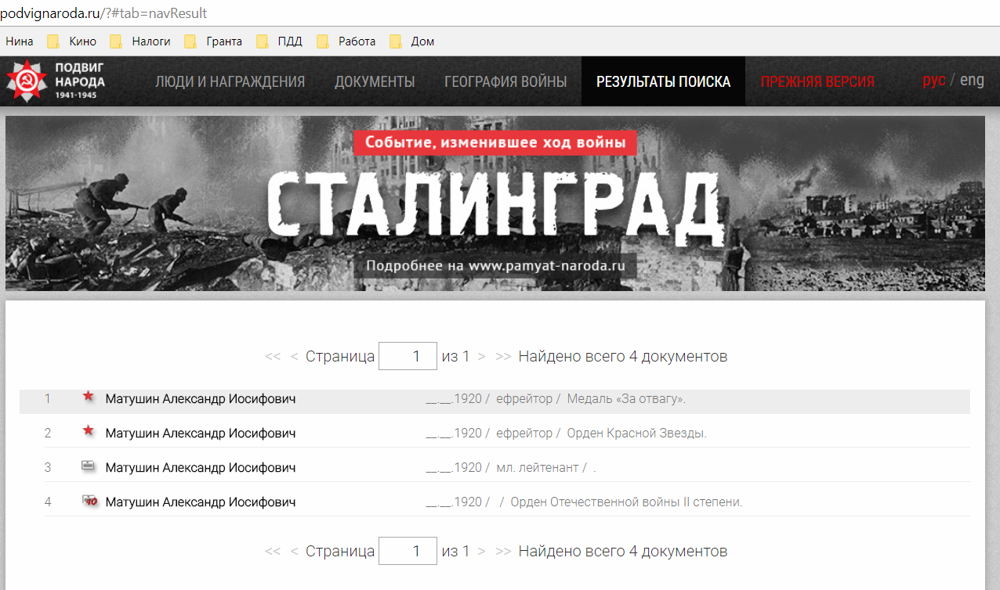 podvignaroda.ru/?#tab=navResult
Нина Кино Налоги Гранта ПДД Работа Дом
ПОДВИГ
НАРОДА
1941-1945
ЛЮДИ И НАГРАЖДЕНИЯ ДОКУМЕНТЫ ГЕОГРАФИЯ ВОЙНЫ РЕЗУЛЬТАТЫ ПОИСКА ПРЕЖНЯЯ ВЕРСИЯ рус / eng
Событие, изменившее ход войны
СТАЛИНГРАД
Подробнее на www.pamyat-naroda.ru
<< < Страница 1 из 1 > >> Найдено всего 4 документов
1 Матушин Александр Иосифович __.__.1920 / ефрейтор / Медаль «За отвагу».
2 Матушин Александр Иосифович __.__.1920 / ефрейтор / Орден Красной Звезды.
3 Матушин Александр Иосифович __.__.1920 / мл. лейтенант / .
4 40 Матушин Александр Иосифович __.__.1920 / / Орден Отечественной войны II степени.
<< < Страница 1 из 1 > >> Найдено всего 4 документов